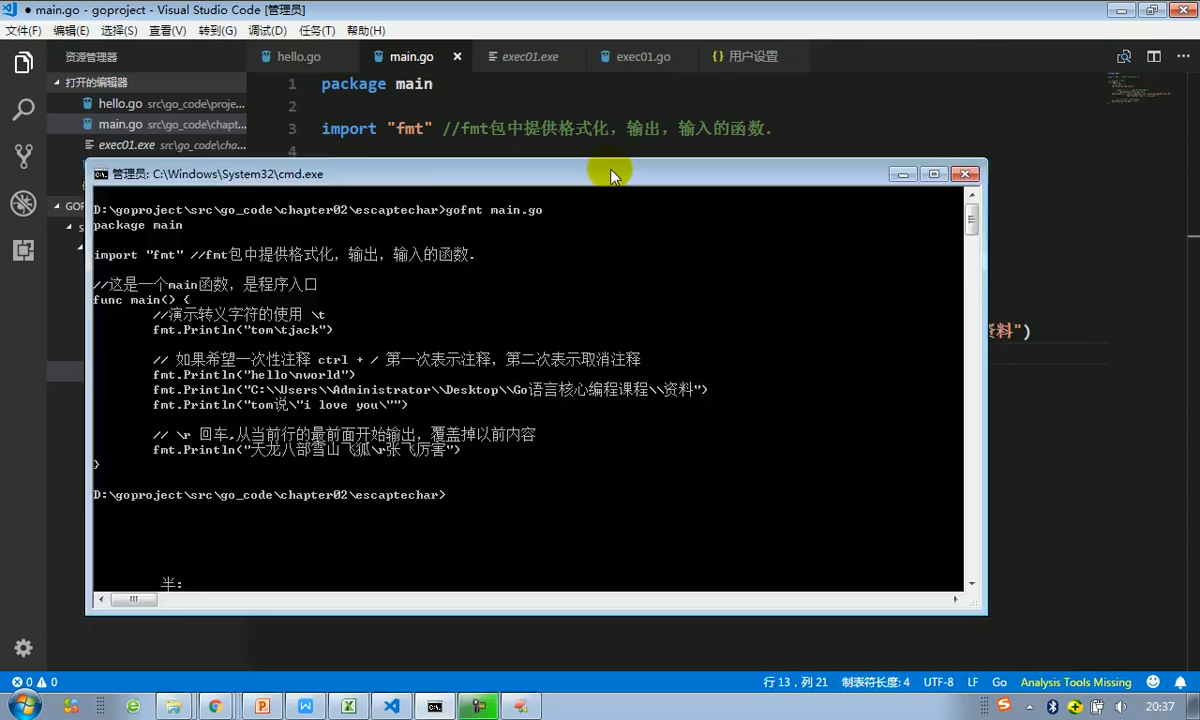 ● main.go - goproject - Visual Studio Code [管理员]
文件(F) 编辑(E) 选择(S) 查看(V) 转到(G) 调试(D) 任务(T) 帮助(H)
资源管理器
hello.go
main.go
exec01.go
exec01.go
{} 用户设置
打开的编辑器
hello.go src\go_code\proje...
main.go src\go_code\chapt...
exec01.go src\go_code\cha...
1 package main
2
3 import "fmt" //fmt包中提供格式化，输出，输入的函数.
4
管理员: C:\Windows\System32\cmd.exe
D:\goproject\src\go_code\chapter02\escaptechar>gofmt main.go
package main
import "fmt" //fmt包中提供格式化，输出，输入的函数.
//这是一个main函数，是程序入口
func main() {
//演示转义字符的使用 \t
fmt.Println("tom\tjack")
// 如果希望一次性注释 ctrl + / 第一次表示注释，第二次表示取消注释
fmt.Println("hello\nworld")
fmt.Println("C:\\Users\\Administrator\\Desktop\\Go语言核心编程课程\\资料")
fmt.Println("tom说\"i love you\"")
// \r 回车,从当前行的最前面开始输出，覆盖掉以前内容
fmt.Println("天龙八部雪山飞狐\r张飞厉害")
}
D:\goproject\src\go_code\chapter02\escaptechar>
半:
资料")
0 0
行 13，列 21 制表符长度: 4 UTF-8 LF Go Analysis Tools Missing
20:37